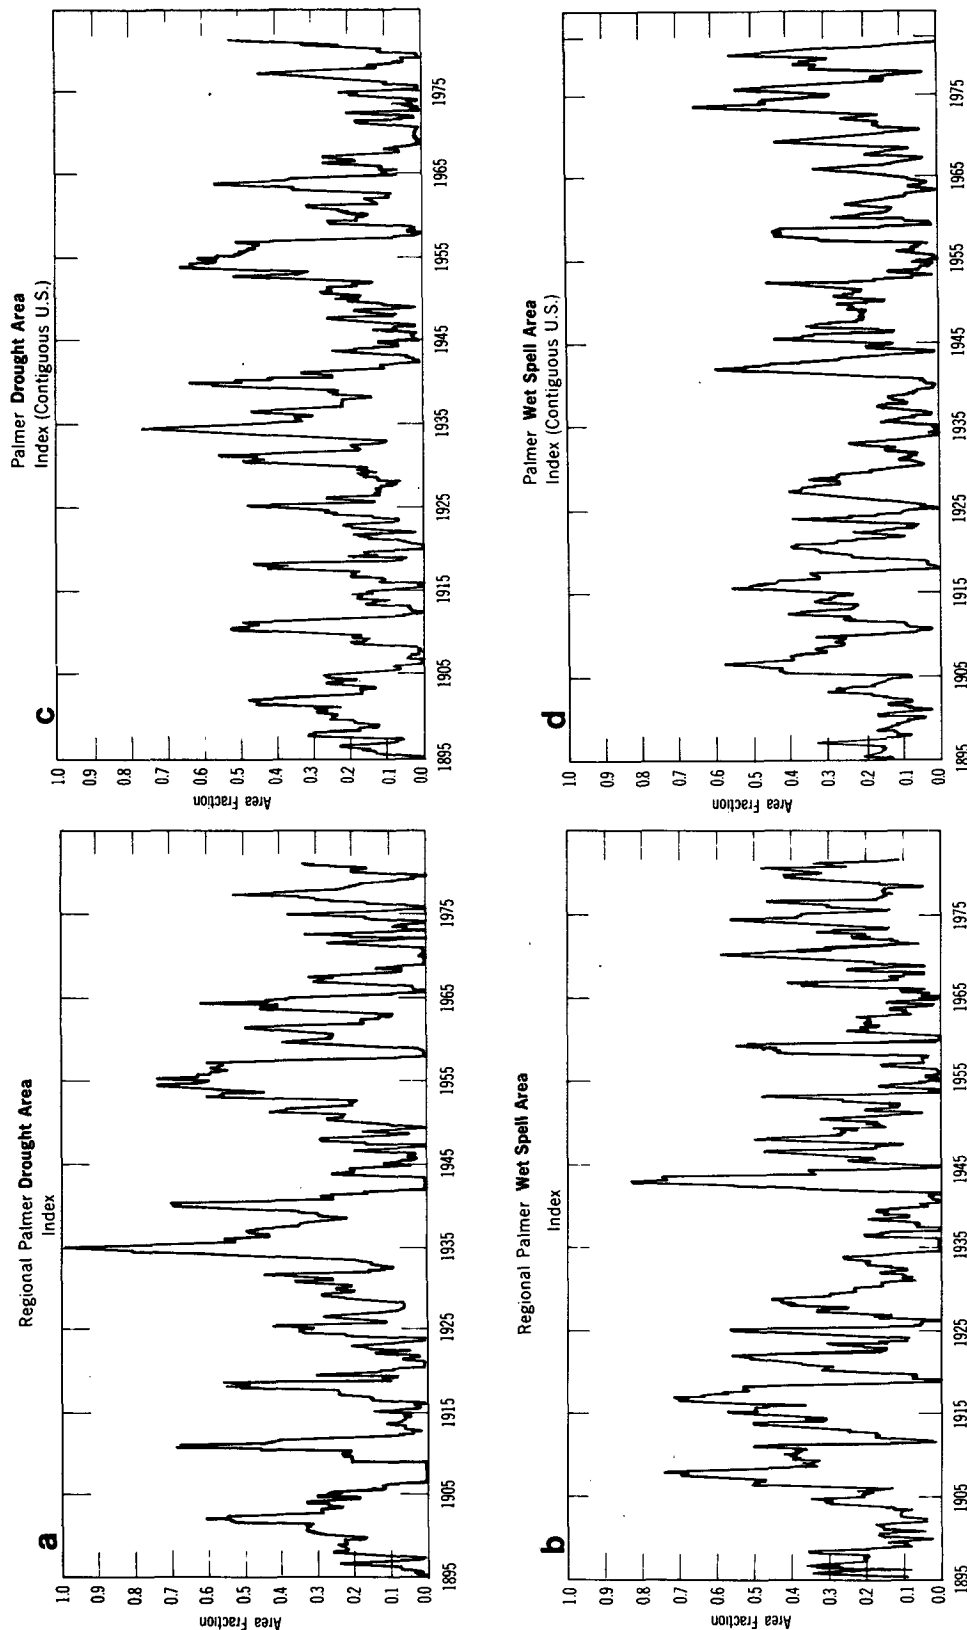 a
Regional Palmer Drought Area
Index
Area Fraction
1.0
0.9
0.8
0.7
0.6
0.5
0.4
0.3
0.2
0.1
0.0
1895 1905 1915 1925 1935 1945 1955 1965 1975
b
Regional Palmer Wet Spell Area
Index
Area Fraction
1.0
0.9
0.8
0.7
0.6
0.5
0.4
0.3
0.2
0.1
0.0
1895 1905 1915 1925 1935 1945 1955 1965 1975
c
Palmer Drought Area
Index (Contiguous U.S.)
Area Fraction
1.0
0.9
0.8
0.7
0.6
0.5
0.4
0.3
0.2
0.1
0.0
1895 1905 1915 1925 1935 1945 1955 1965 1975
d
Palmer Wet Spell Area
Index (Contiguous U.S.)
Area Fraction
1.0
0.9
0.8
0.7
0.6
0.5
0.4
0.3
0.2
0.1
0.0
1895 1905 1915 1925 1935 1945 1955 1965 1975